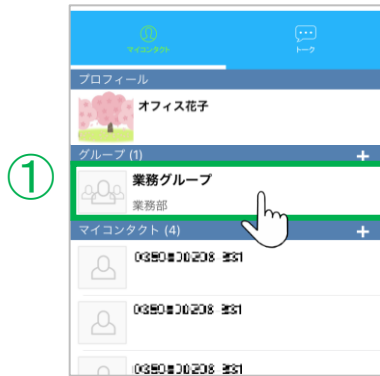 マイコンタクト
トーク
プロフィール
オフィス花子
グループ (1)
+
①
業務グループ
業務部
マイコンタクト (4)
+